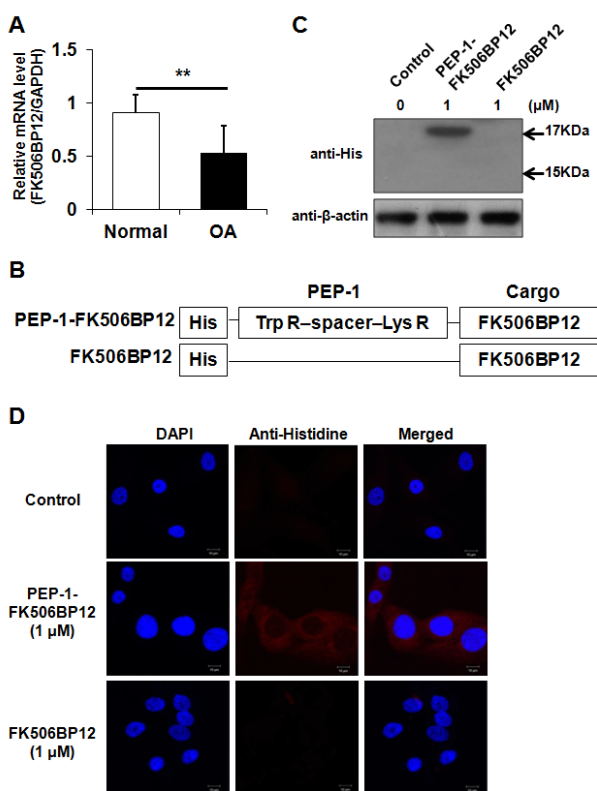 A
Relative mRNA level
(FK506BP12/GAPDH)
1.5
1
0.5
0
**
Normal OA
C
Control
PEP-1-
FK506BP12
FK506BP12
0 1 1 (μM)
anti-His
17KDa
15KDa
anti-β-actin
B
PEP-1 Cargo
PEP-1-FK506BP12 His Trp R–spacer–Lys R FK506BP12
FK506BP12 His FK506BP12
D
DAPI Anti-Histidine Merged
Control
PEP-1-
FK506BP12
(1 μM)
FK506BP12
(1 μM)